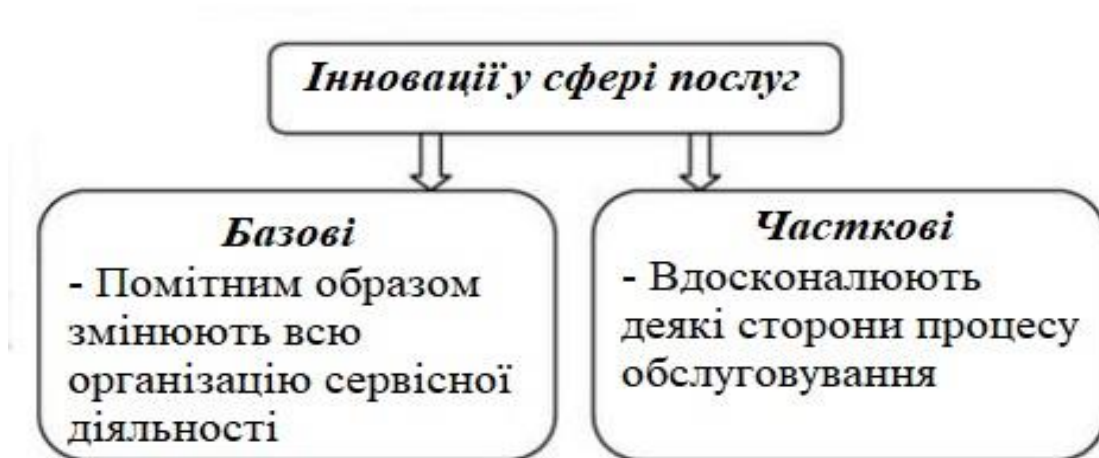 Інновації у сфері послуг
Базові
- Помітним образом
змінюють всю
організацію сервісної
діяльності
Часткові
- Вдосконалюють
деякі сторони процесу
обслуговування